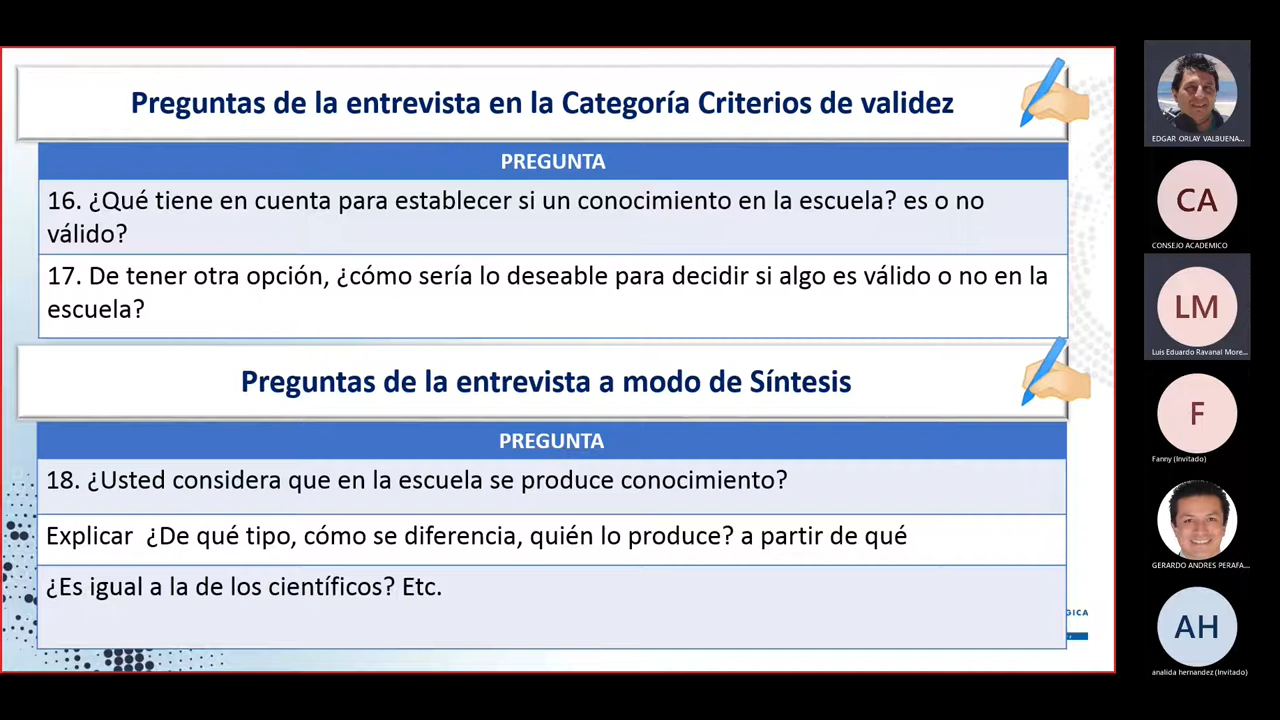 Preguntas de la entrevista en la Categoría Criterios de validez
PREGUNTA
16. ¿Qué tiene en cuenta para establecer si un conocimiento en la escuela? es o no
válido?
17. De tener otra opción, ¿cómo sería lo deseable para decidir si algo es válido o no en la
escuela?
Preguntas de la entrevista a modo de Síntesis
PREGUNTA
18. ¿Usted considera que en la escuela se produce conocimiento?
Explicar ¿De qué tipo, cómo se diferencia, quién lo produce? a partir de qué
¿Es igual a la de los científicos? Etc.
GICA
EDGAR ORLAY VALBUENA...
CA
CONSEJO ACADEMICO
LM
Luis Eduardo Ravanal More...
F
Fanny (Invitado)
GERARDO ANDRES PERAFA...
AH
analida hernandez (Invitado)